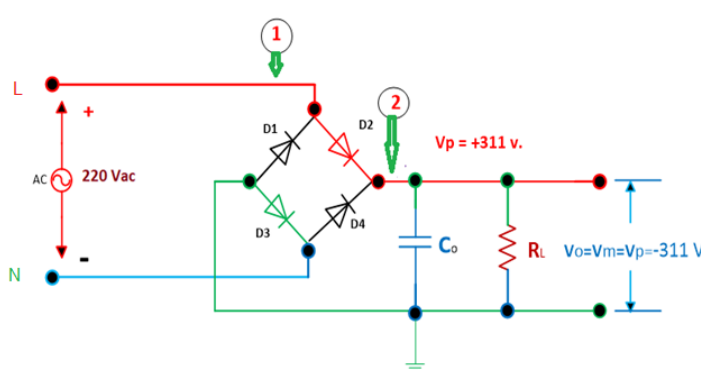 1
L
2
+
D1
D2
Vp = +311 v.
AC
220 Vac
D3
D4
Co
RL
Vo=Vm=Vp=-311 V
-
N